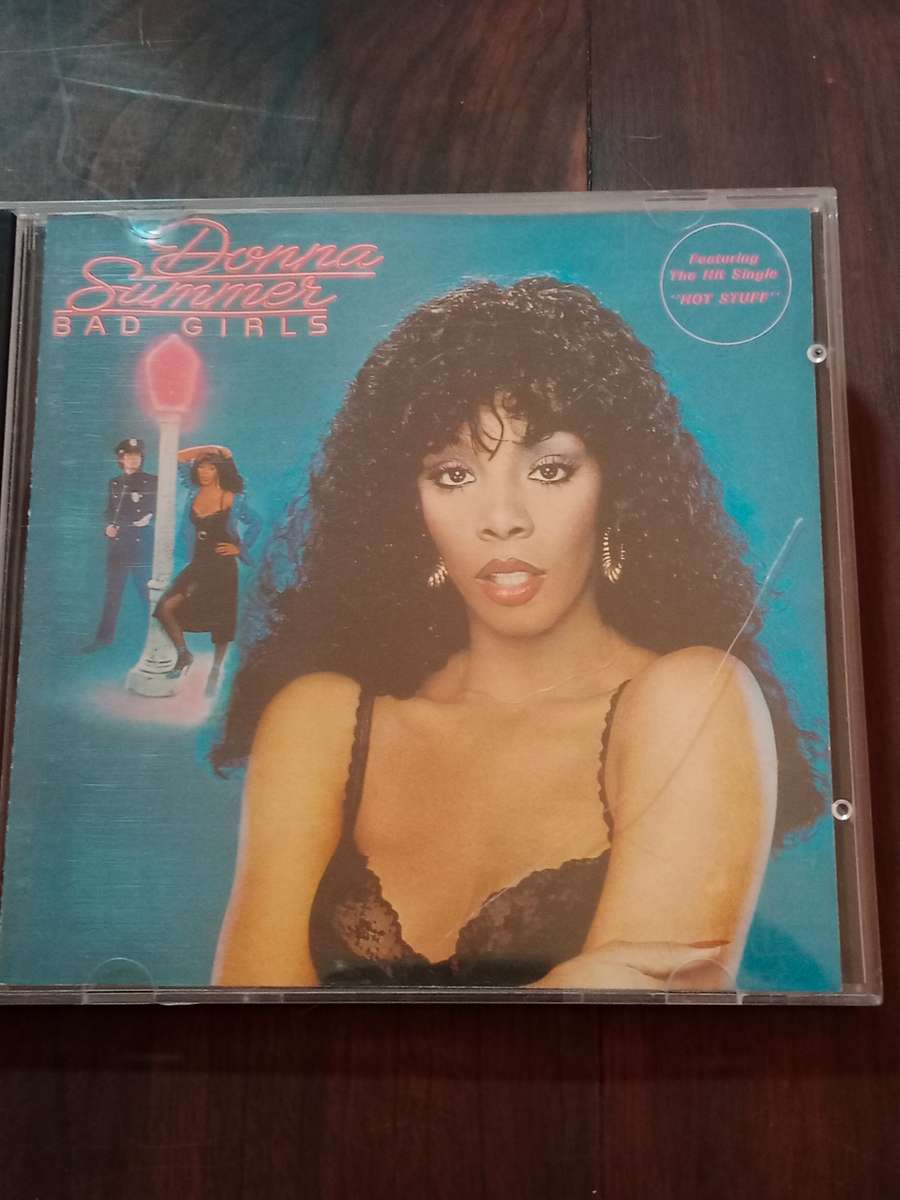 Donna
Summer
BAD GIRLS
Featuring
The Hit Single
"HOT STUFF"